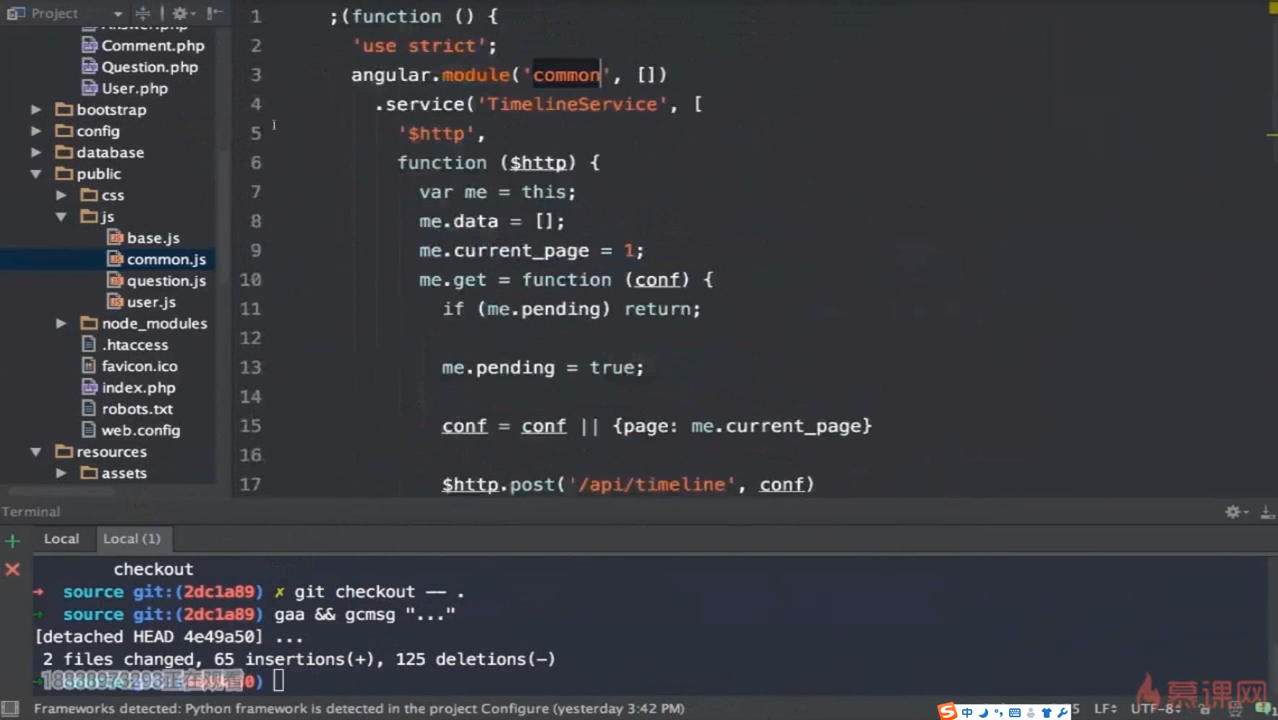 Project
Answer.php
Comment.php
Question.php
User.php
bootstrap
config
database
public
css
js
base.js
common.js
question.js
user.js
node_modules
.htaccess
favicon.ico
index.php
robots.txt
web.config
resources
assets
1 ;(function () {
2 'use strict';
3 angular.module('common', [])
4 .service('TimelineService', [
5 '$http',
6 function ($http) {
7 var me = this;
8 me.data = [];
9 me.current_page = 1;
10 me.get = function (conf) {
11 if (me.pending) return;
12
13 me.pending = true;
14
15 conf = conf || {page: me.current_page}
16
17 $http.post('/api/timeline', conf)
Terminal
Local Local (1)
checkout
→ source git:(2dc1a89) ✗ git checkout -- .
→ source git:(2dc1a89) gaa && gcmsg "..."
[detached HEAD 4e49a50] ...
2 files changed, 65 insertions(+), 125 deletions(-)
正在观看
Frameworks detected: Python framework is detected in the project Configure (yesterday 3:42 PM)
中
LF÷ UTF-8÷
慕课网